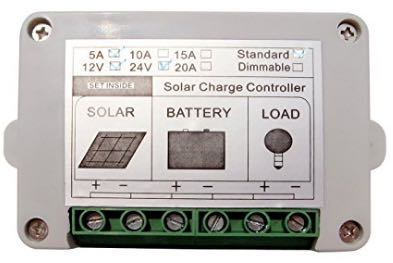 5A 10A 15A Standard
12V 24V 20A Dimmable
SET INSIDE Solar Charge Controller
SOLAR BATTERY LOAD
+ − + − + −